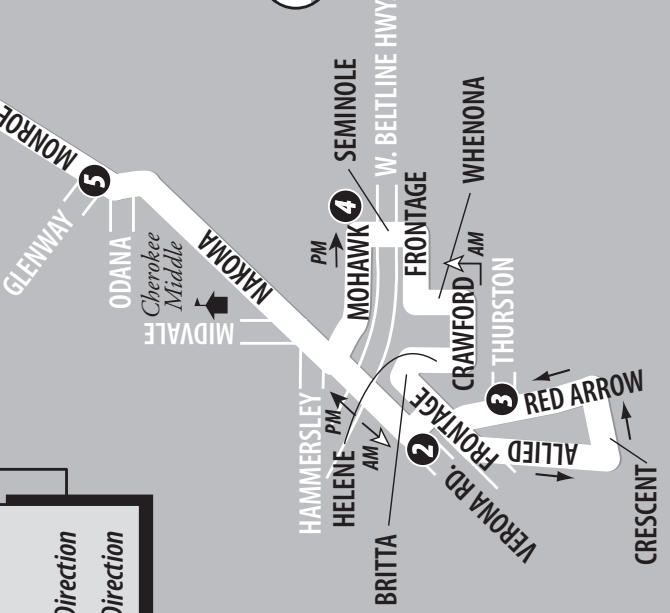 MONROE
5
GLENWAY
ODANA
Cherokee
Middle
MIDVALE
NAKOMA
SEMINOLE
W. BELTLINE HWY
4
PM
MOHAWK
FRONTAGE
WHENONA
AM
CRAWFORD
THURSTON
HAMMERSLEY
PM
HELENE
AM
2
FRONTAGE
3
RED ARROW
ALLIED
VERONA RD.
BRITTA
CRESCENT
Direction
Direction